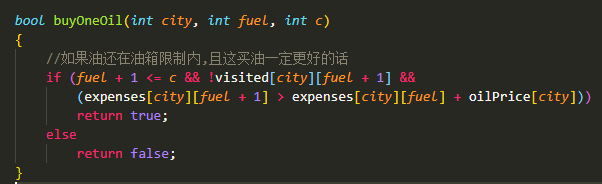 bool buyOneOil(int city, int fuel, int c)
{
//如果油还在油箱限制内,且这买油一定更好的话
if (fuel + 1 <= c && !visited[city][fuel + 1] &&
(expenses[city][fuel + 1] > expenses[city][fuel] + oilPrice[city]))
return true;
else
return false;
}